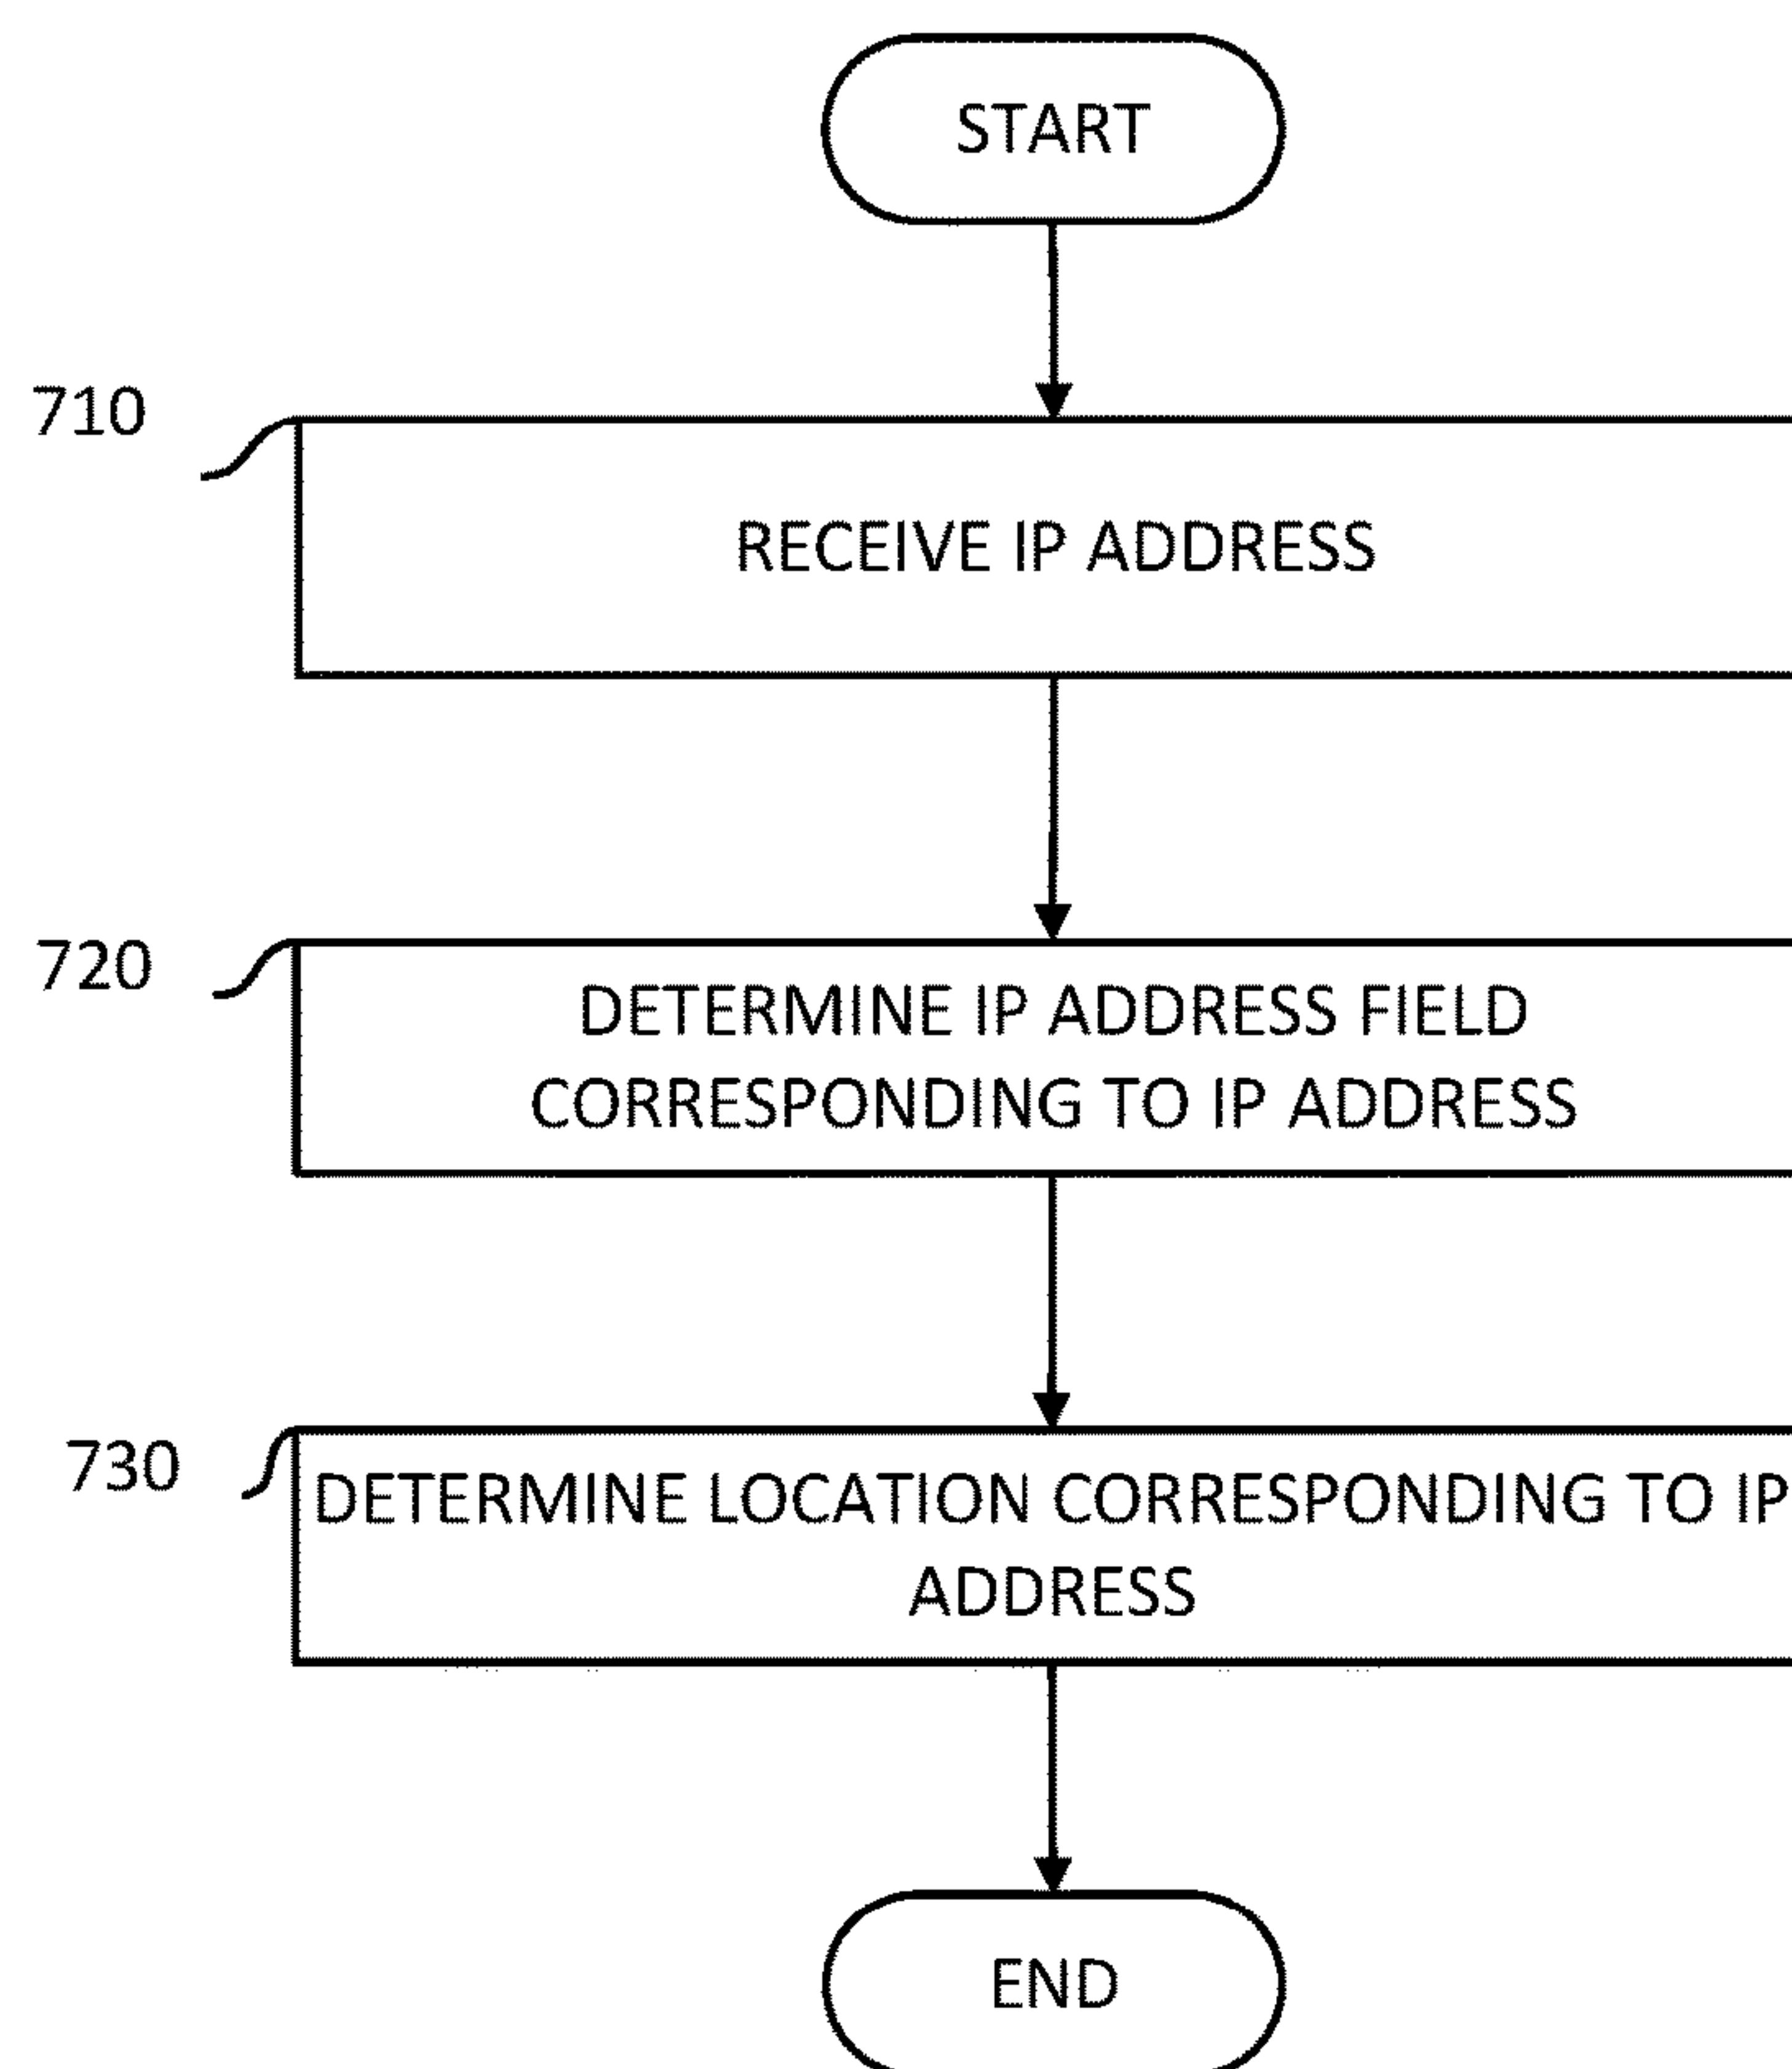 START
710
RECEIVE IP ADDRESS
720
DETERMINE IP ADDRESS FIELD
CORRESPONDING TO IP ADDRESS
730
DETERMINE LOCATION CORRESPONDING TO IP
ADDRESS
END